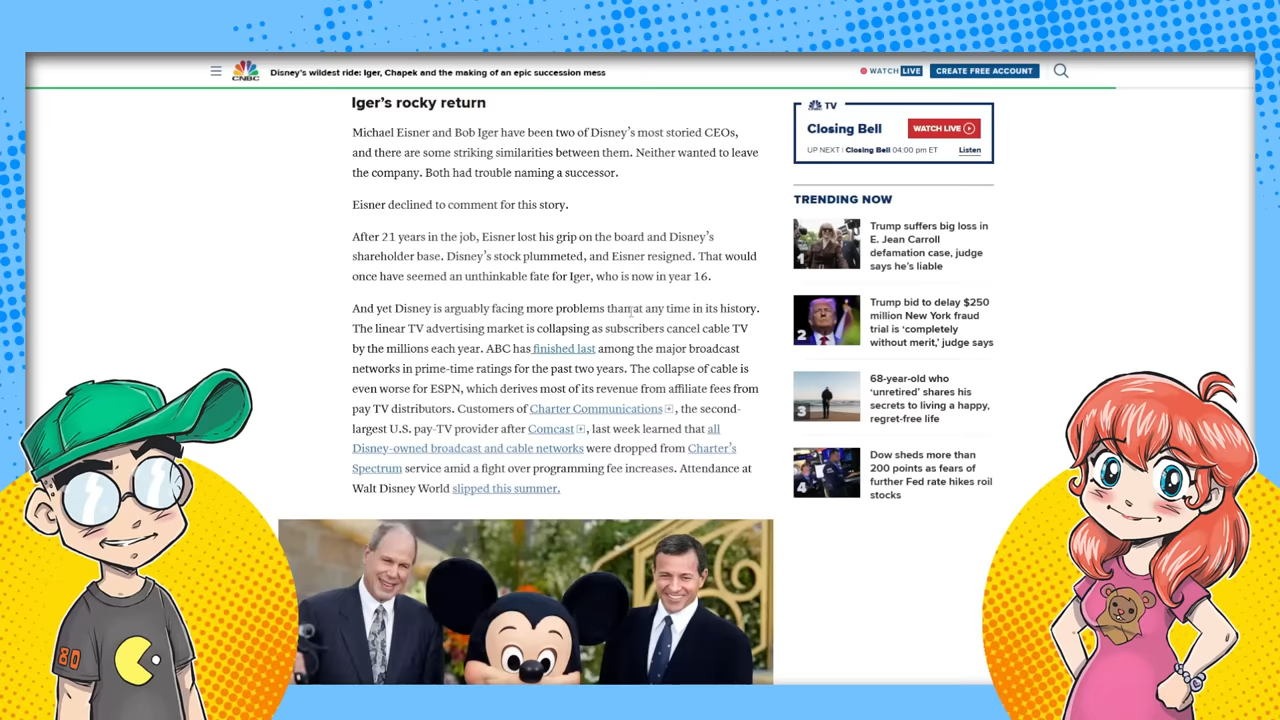 CNBC
Disney's wildest ride: Iger, Chapek and the making of an epic succession mess
WATCH LIVE
CREATE FREE ACCOUNT
Iger's rocky return
Michael Eisner and Bob Iger have been two of Disney's most storied CEOs,
and there are some striking similarities between them. Neither wanted to leave
the company. Both had trouble naming a successor.
Eisner declined to comment for this story.
After 21 years in the job, Eisner lost his grip on the board and Disney's
shareholder base. Disney's stock plummeted, and Eisner resigned. That would
once have seemed an unthinkable fate for Iger, who is now in year 16.
And yet Disney is arguably facing more problems than at any time in its history.
The linear TV advertising market is collapsing as subscribers cancel cable TV
by the millions each year. ABC has finished last among the major broadcast
networks in prime-time ratings for the past two years. The collapse of cable is
even worse for ESPN, which derives most of its revenue from affiliate fees from
pay TV distributors. Customers of Charter Communications, the second-
largest U.S. pay-TV provider after Comcast, last week learned that all
Disney-owned broadcast and cable networks were dropped from Charter's
Spectrum service amid a fight over programming fee increases. Attendance at
Walt Disney World slipped this summer.
TV
Closing Bell
WATCH LIVE
UP NEXT | Closing Bell 04:00 pm ET
Listen
TRENDING NOW
1
Trump suffers big loss in
E. Jean Carroll
defamation case, judge
says he's liable
2
Trump bid to delay $250
million New York fraud
trial is 'completely
without merit,' judge says
3
68-year-old who
'unretired' shares his
secrets to living a happy,
regret-free life
4
Dow sheds more than
200 points as fears of
further Fed rate hikes roil
stocks
80